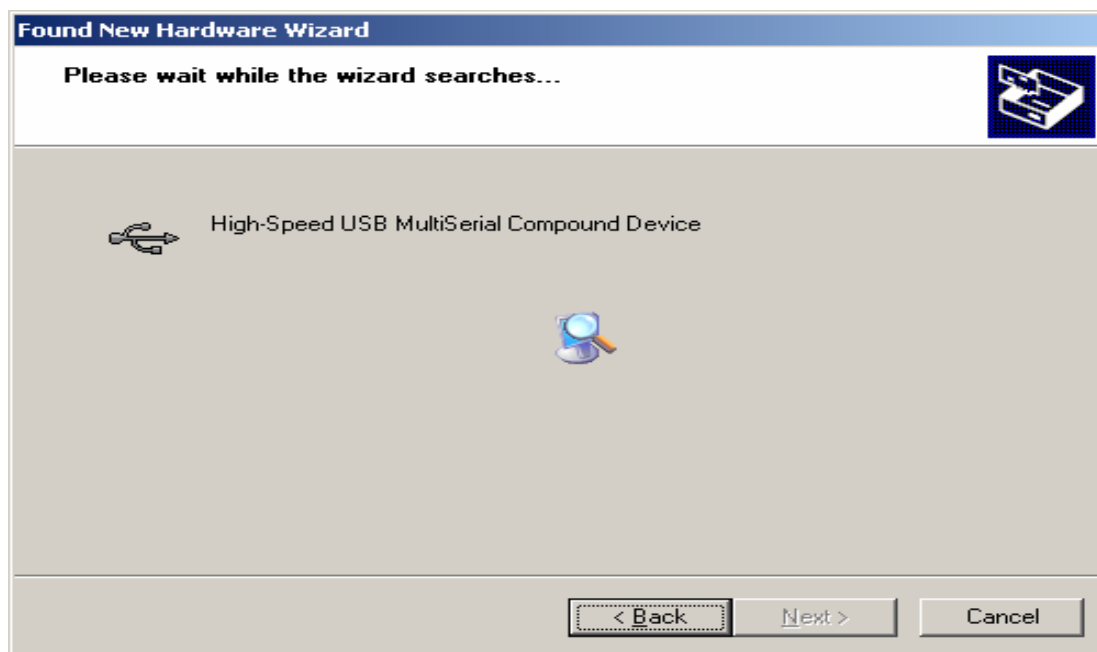 Found New Hardware Wizard
Please wait while the wizard searches...
High-Speed USB MultiSerial Compound Device
< Back
Next >
Cancel